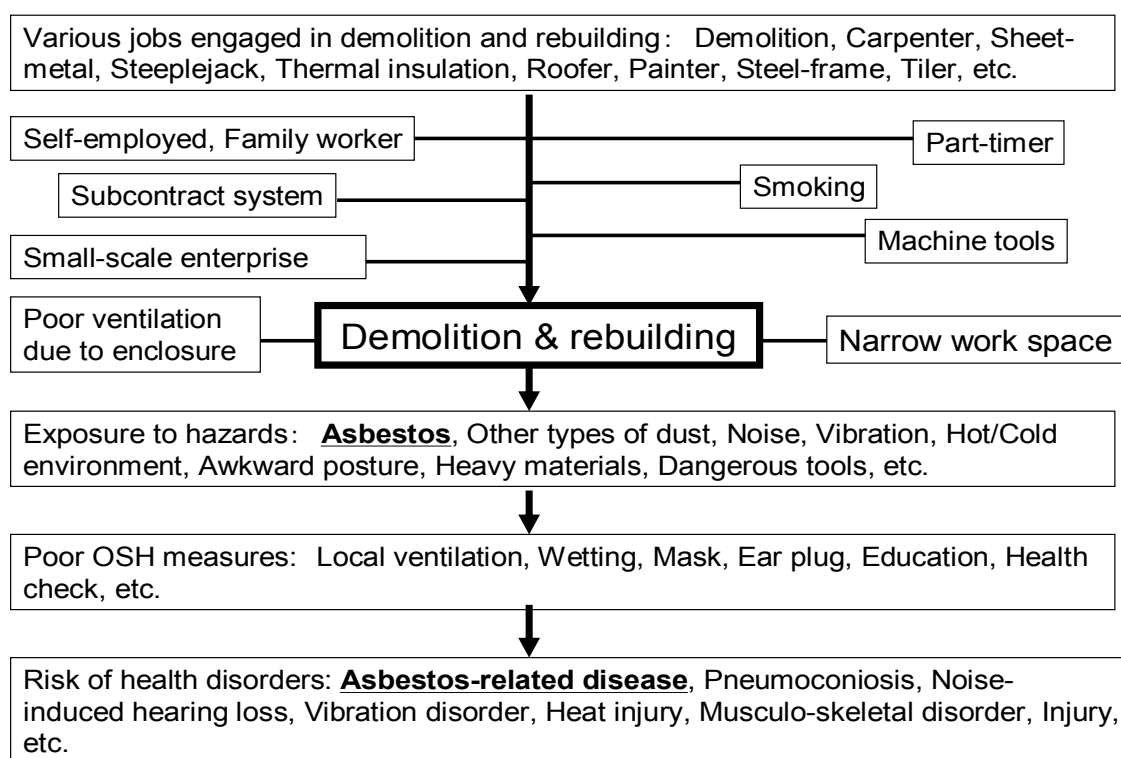 Various jobs engaged in demolition and rebuilding： Demolition, Carpenter, Sheet-
metal, Steeplejack, Thermal insulation, Roofer, Painter, Steel-frame, Tiler, etc.
Self-employed, Family worker
Part-timer
Subcontract system
Smoking
Small-scale enterprise
Machine tools
Poor ventilation
due to enclosure
Demolition & rebuilding
Narrow work space
Exposure to hazards： Asbestos, Other types of dust, Noise, Vibration, Hot/Cold
environment, Awkward posture, Heavy materials, Dangerous tools, etc.
Poor OSH measures: Local ventilation, Wetting, Mask, Ear plug, Education, Health
check, etc.
Risk of health disorders: Asbestos-related disease, Pneumoconiosis, Noise-
induced hearing loss, Vibration disorder, Heat injury, Musculo-skeletal disorder, Injury,
etc.